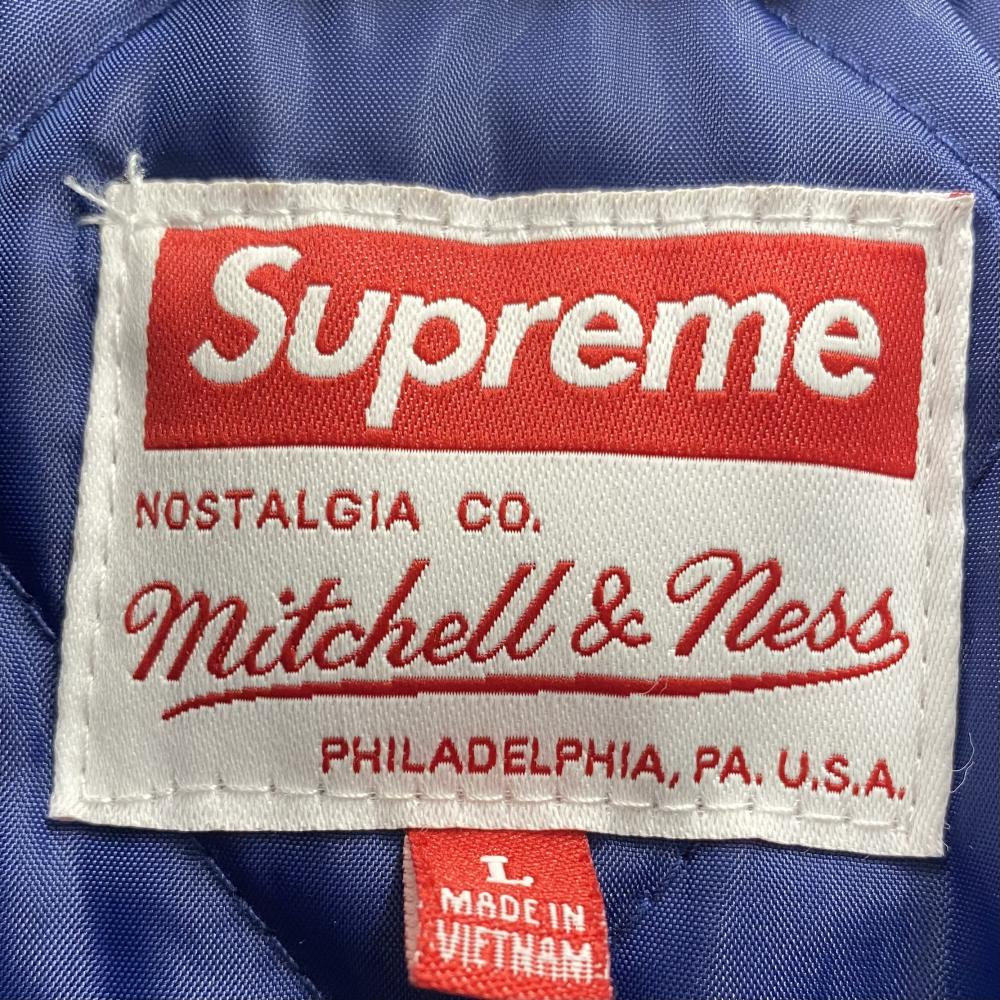 Supreme
NOSTALGIA CO.
Mitchell & Ness
PHILADELPHIA, PA. U.S.A.
L
MADE IN
VIETNAM